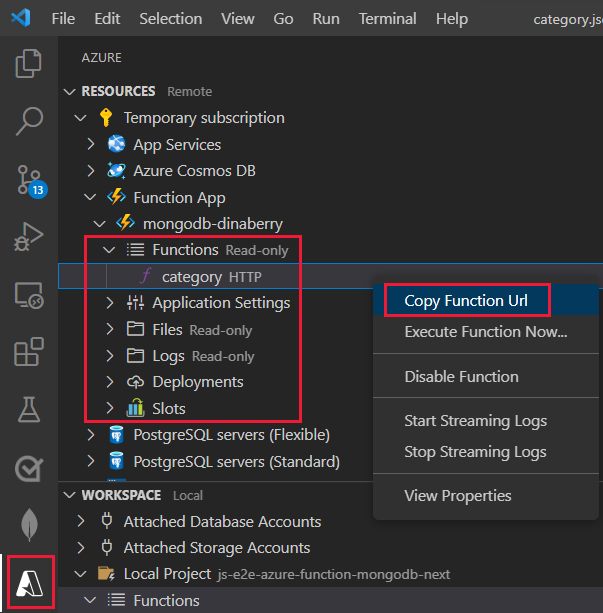 File Edit Selection View Go Run Terminal Help category.js
AZURE
RESOURCES Remote
Temporary subscription
App Services
Azure Cosmos DB
13
Function App
mongodb-dinaberry
Functions Read-only
category HTTP
Application Settings
Files Read-only
Logs Read-only
Deployments
Slots
PostgreSQL servers (Flexible)
PostgreSQL servers (Standard)
Copy Function Url
Execute Function Now...
Disable Function
Start Streaming Logs
Stop Streaming Logs
View Properties
WORKSPACE Local
Attached Database Accounts
Attached Storage Accounts
Local Project js-e2e-azure-function-mongodb-next
Functions